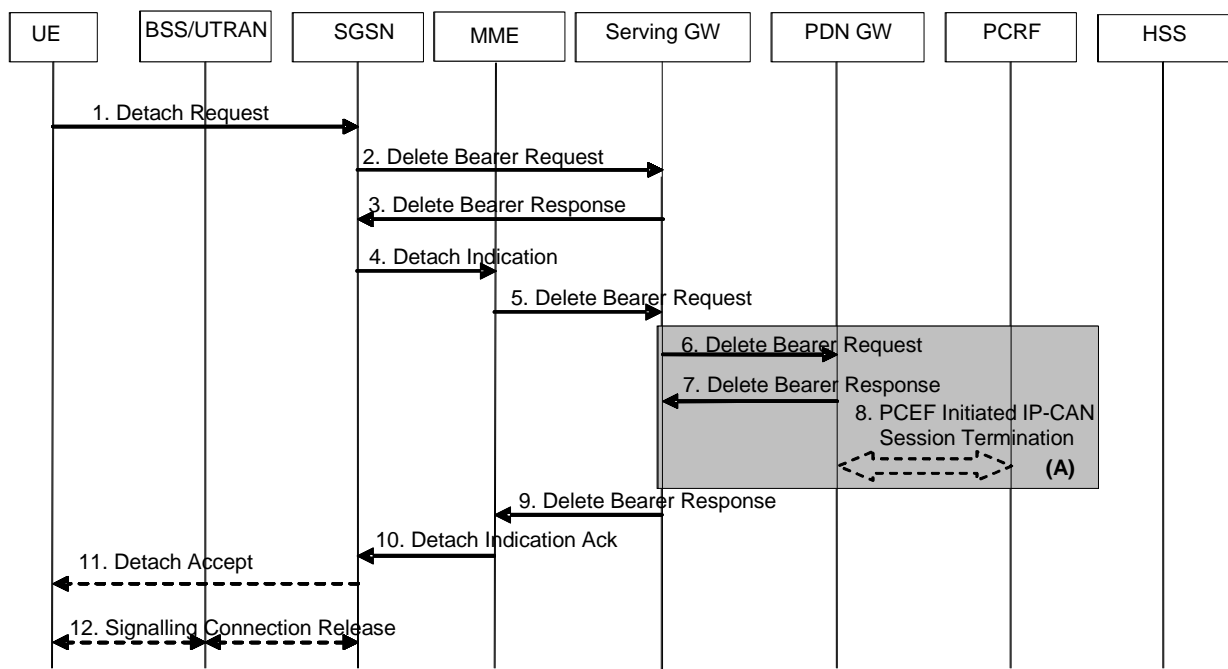 UE
BSS/UTRAN
SGSN
MME
Serving GW
PDN GW
PCRF
HSS
1. Detach Request
2. Delete Bearer Request
3. Delete Bearer Response
4. Detach Indication
5. Delete Bearer Request
6. Delete Bearer Request
7. Delete Bearer Response
8. PCEF Initiated IP-CAN
Session Termination
(A)
9. Delete Bearer Response
10. Detach Indication Ack
11. Detach Accept
12. Signalling Connection Release